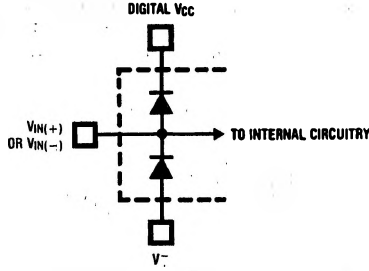 DIGITAL VCC
VIN(+)
OR VIN(−)
TO INTERNAL CIRCUITRY
V−